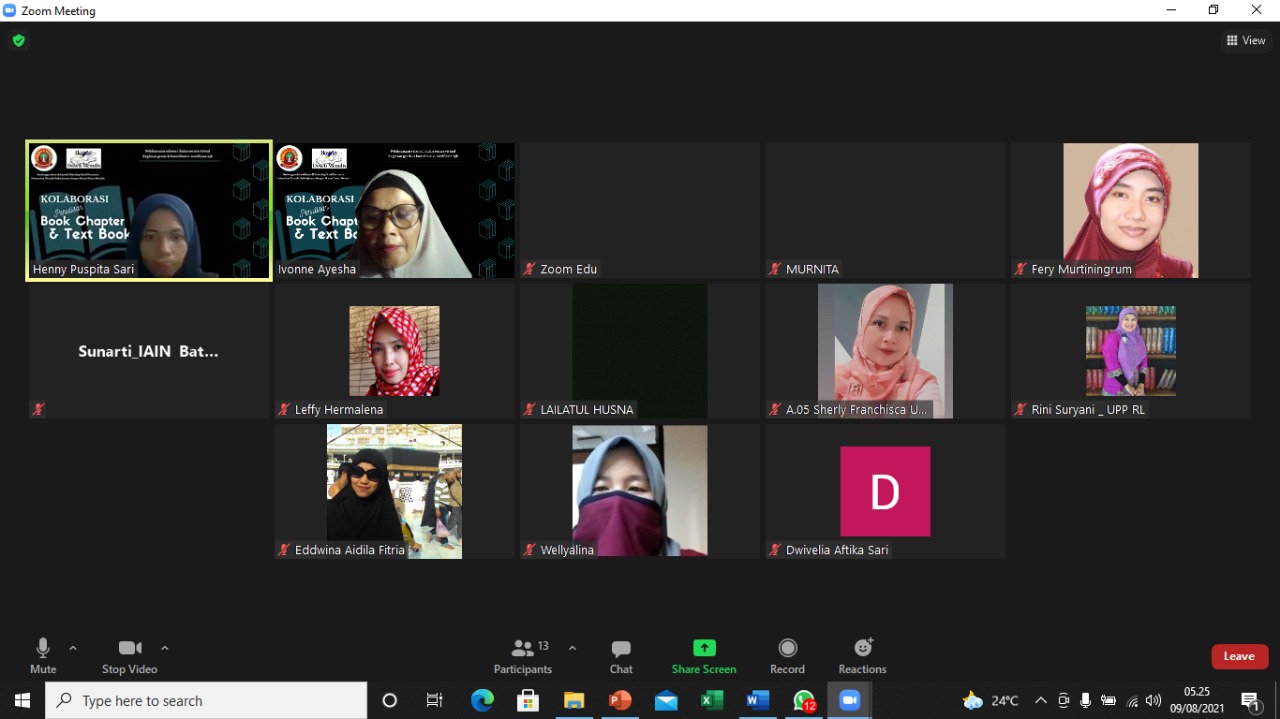 Zoom Meeting
View
KOLABORASI
Penulisan
Book Chapter
& Text Book
Henny Puspita Sari
KOLABORASI
Book Chapt
& Text Bo
Ivonne Ayesha
Zoom Edu
MURNITA
Fery Murtiningrum
Sunarti_IAIN Bat...
Leffy Hermalena
LAILATUL HUSNA
A.05 Sherly Franchisca U...
Rini Suryani _ UPP RL
Eddwina Aidila Fitria
Wellyalina
D
Dwivelia Aftika Sari
Mute
Stop Video
13
Participants
Chat
Share Screen
Record
Reactions
Leave
Type here to search
12
24°C
05.25
09/08/2021
1